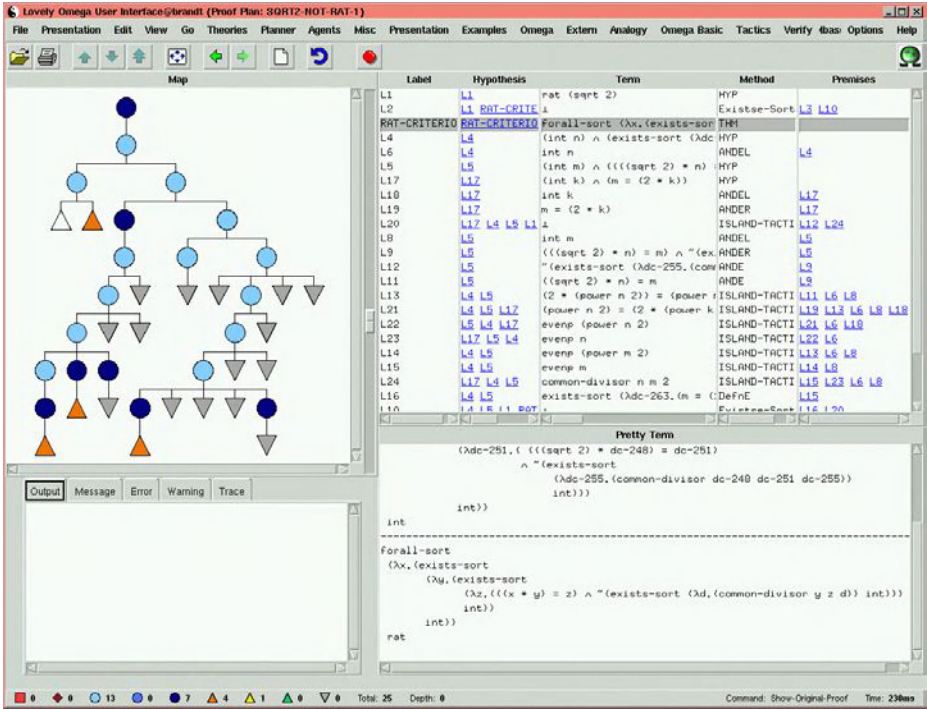 Lovely Omega User Interface@brandt (Proof Plan: SQRT2-NOT-RAT-1)
File Presentation Edit View Go Theories Planner Agents Misc Presentation Examples Omega Extern Analogy Omega Basic Tactics Verify Options Help
Map
Label Hypothesis Term Method Premises
L1 L1 rat (sqrt 2) HYP
L2 L1 RAT-CRITE ⊥ Existse-Sort L3 L10
RAT-CRITERIO RAT-CRITERIO Forall-sort (λx.(exists-sor THM
L4 L4 (int n) ∧ (exists-sort (λdc HYP
L6 L4 int n ANDEL L4
L5 L5 (int m) ∧ ((((sqrt 2) * n) HYP
L17 L17 (int k) ∧ (m = (2 * k)) HYP
L18 L17 int k ANDEL L17
L19 L17 m = (2 * k) ANDER L17
L20 L17 L4 L5 L1 ⊥ ISLAND-TACTI L12 L24
L8 L5 int m ANDEL L5
L9 L5 (((sqrt 2) * n) = m) ∧ ~(ex ANDER L5
L12 L5 ~(exists-sort (λdc-255.(comm ANDE L9
L11 L5 ((sqrt 2) * n) = m ANDE L9
L13 L4 L5 (2 * (power n 2)) = (power r ISLAND-TACTI L11 L6 L8
L21 L4 L5 L17 (power n 2) = (2 * (power k ISLAND-TACTI L19 L13 L6 L8 L18
L22 L5 L4 L17 evenp (power n 2) ISLAND-TACTI L21 L6 L18
L23 L17 L5 L4 evenp n ISLAND-TACTI L22 L6
L14 L4 L5 evenp (power m 2) ISLAND-TACTI L13 L6 L8
L15 L4 L5 evenp m ISLAND-TACTI L14 L8
L24 L17 L4 L5 common-divisor n m 2 ISLAND-TACTI L15 L23 L6 L8
L16 L4 L5 exists-sort (λdc-263.(m = ( DefnE L15
L10 L4 L5 L1 RAT ⊥ Existse-Sort L16 L20
Pretty Term
(λdc-251.( (((sqrt 2) * dc-248) = dc-251)
∧ ~(exists-sort
(λdc-255.(common-divisor dc-248 dc-251 dc-255))
int)))
int))
int
Forall-sort
(λx.(exists-sort
(λy.(exists-sort
(λz.(((x * y) = z) ∧ ~(exists-sort (λd.(common-divisor y z d)) int)))
int))
int))
rat
Output Message Error Warning Trace
0 0 13 0 7 4 1 0 0 Total: 25 Depth: 0 Command: Show-Original-Proof Time: 230ms